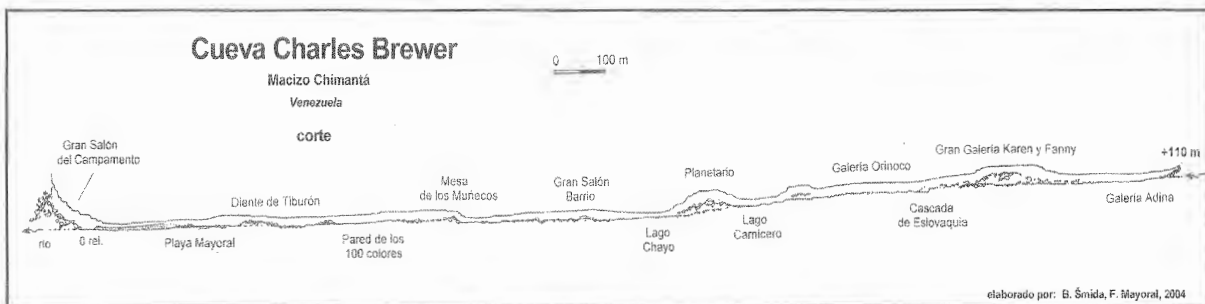 Cueva Charles Brewer
Macizo Chimantá
Venezuela
corte
0 100 m
Gran Salón
del Campamento
Diente de Tiburón
Mesa
de los Muñecos
Gran Salón
Barrio
Planetario
Galería Orinoco
Gran Galería Karen y Fanny
+110 m
río
0 rel.
Playa Mayoral
Pared de los
100 colores
Lago
Chayo
Lago
Carnicero
Cascada
de Eslovaquia
Galería Adina
elaborado por: B. Šmida, F. Mayoral, 2004